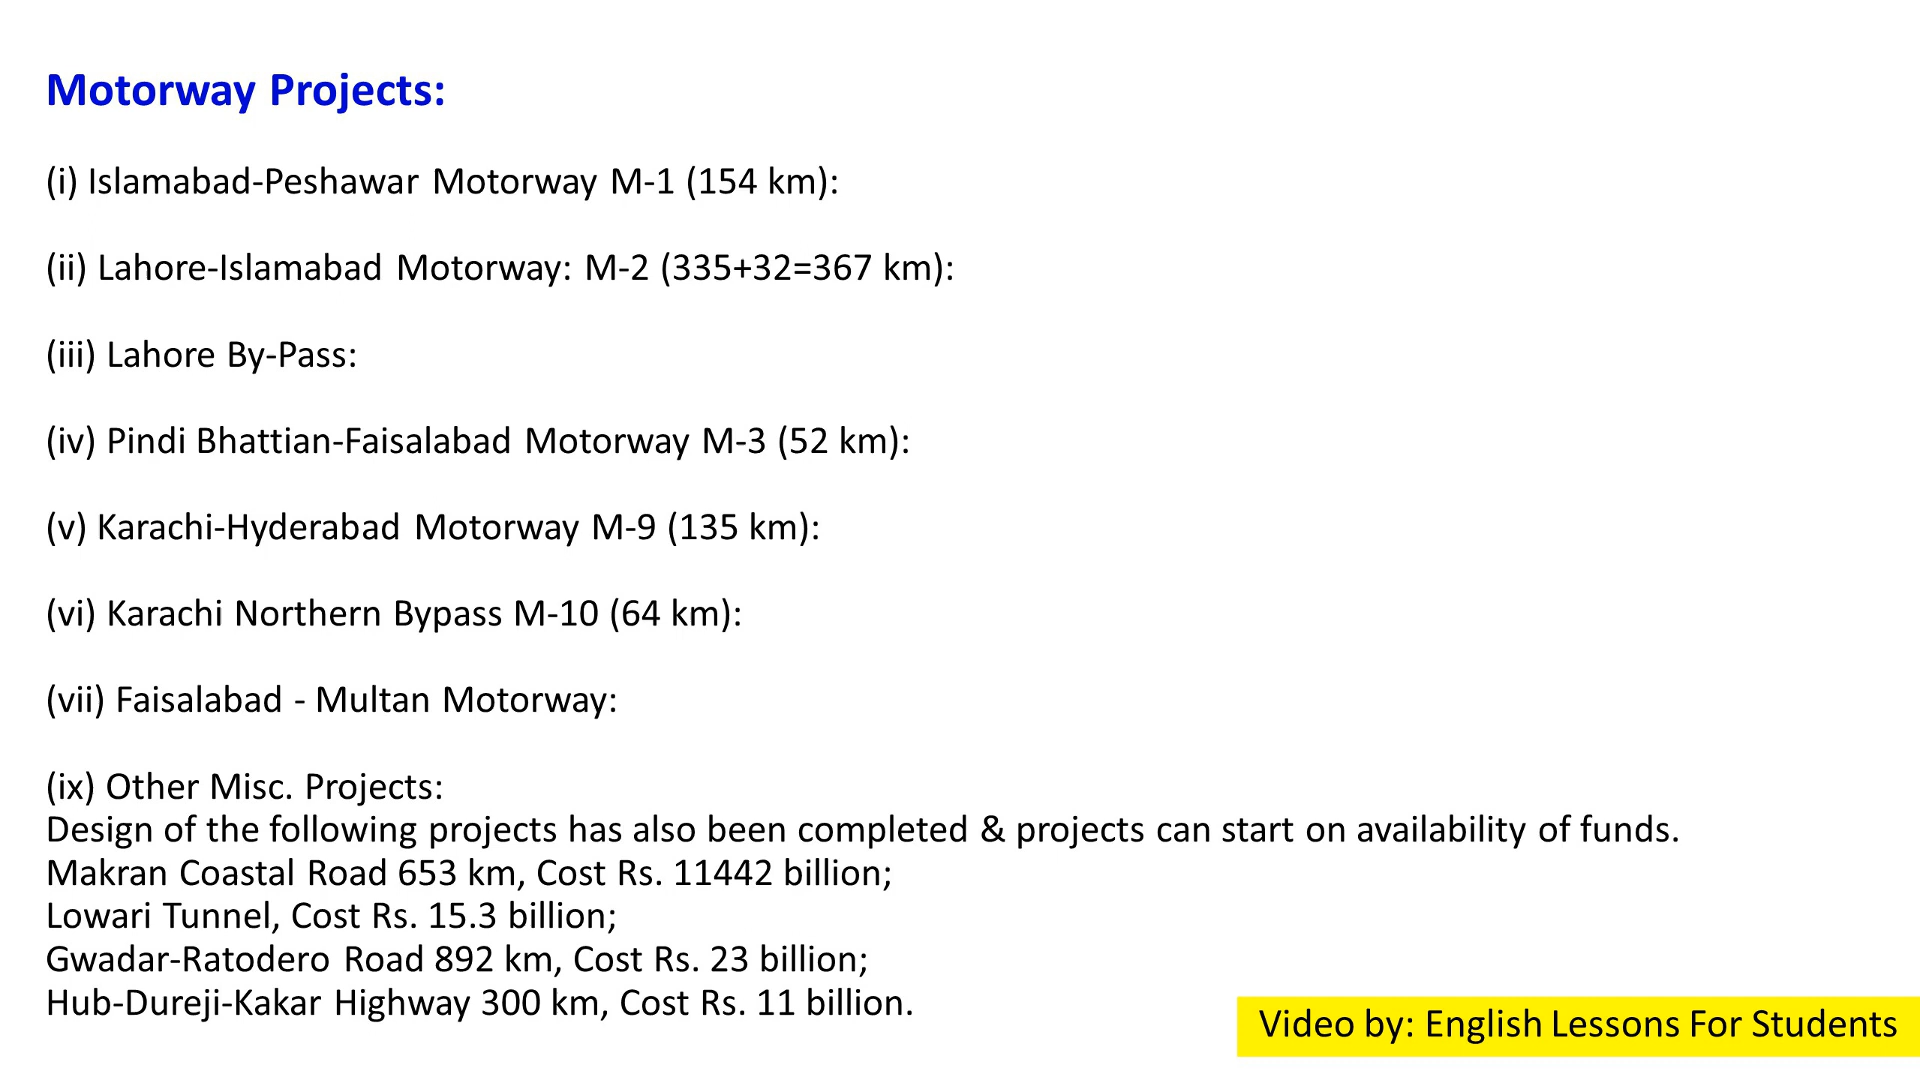 Motorway Projects:
(i) Islamabad-Peshawar Motorway M-1 (154 km):
(ii) Lahore-Islamabad Motorway: M-2 (335+32=367 km):
(iii) Lahore By-Pass:
(iv) Pindi Bhattian-Faisalabad Motorway M-3 (52 km):
(v) Karachi-Hyderabad Motorway M-9 (135 km):
(vi) Karachi Northern Bypass M-10 (64 km):
(vii) Faisalabad - Multan Motorway:
(ix) Other Misc. Projects:
Design of the following projects has also been completed & projects can start on availability of funds.
Makran Coastal Road 653 km, Cost Rs. 11442 billion;
Lowari Tunnel, Cost Rs. 15.3 billion;
Gwadar-Ratodero Road 892 km, Cost Rs. 23 billion;
Hub-Dureji-Kakar Highway 300 km, Cost Rs. 11 billion.
Video by: English Lessons For Students